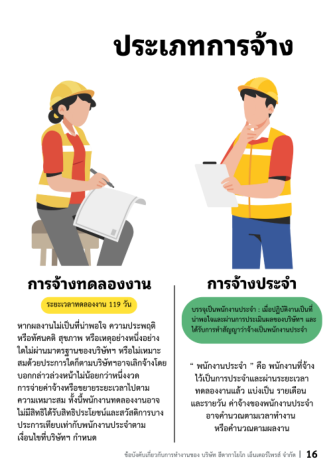 ประเภทการจ้าง
การจ้างทดลองงาน
ระยะเวลาทดลองงาน 119 วัน
หากผลงานไม่เป็นที่น่าพอใจ ความประพฤติ
หรือทัศนคติ สุขภาพ หรือเหตุอย่างหนึ่งอย่าง
ใดไม่ผ่านมาตรฐานของบริษัทฯ หรือไม่เหมาะ
สมด้วยประการใดก็ตามบริษัทฯอาจเลิกจ้างโดย
บอกกล่าวล่วงหน้าไม่น้อยกว่าหนึ่งงวด
การจ่ายค่าจ้างหรือขยายระยะเวลาไปตาม
ความเหมาะสม ทั้งนี้พนักงานทดลองงานอาจ
ไม่มีสิทธิได้รับสิทธิประโยชน์และสวัสดิการบาง
ประการเทียบเท่ากับพนักงานประจำตาม
เงื่อนไขที่บริษัทฯ กำหนด
การจ้างประจำ
บรรจุเป็นพนักงานประจำ : เมื่อปฏิบัติงานเป็นที่
น่าพอใจและผ่านการประเมินผลของบริษัทฯ และ
ได้รับการทำสัญญาว่าจ้างเป็นพนักงานประจำ
“ พนักงานประจำ ” คือ พนักงานที่จ้าง
ไว้เป็นการประจำและผ่านระยะเวลา
ทดลองงานแล้ว แบ่งเป็น รายเดือน
และรายวัน ค่าจ้างของพนักงานประจำ
อาจคำนวณตามเวลาทำงาน
หรือคำนวณตามผลงาน
ข้อบังคับเกี่ยวกับการทำงานของ บริษัท สีดาทาโยโก เอ็นเตอร์ไพรส์ จำกัด | 16